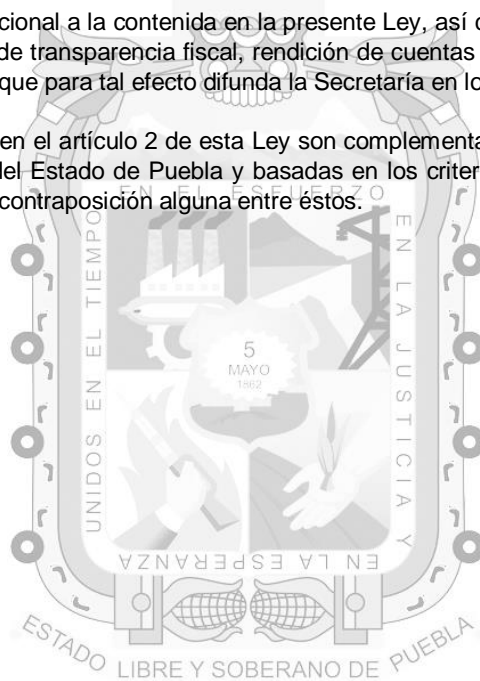 cional a la contenida en la presente Ley, así c
de transparencia fiscal, rendición de cuentas
que para tal efecto difunda la Secretaría en lo
en el artículo 2 de esta Ley son complementa
del Estado de Puebla y basadas en los criter
contraposición alguna entre éstos.
UNIDOS EN EL TIEMPO
EN EL ESFUERZO
EN LA JUSTICIA Y
EN LA ESPERANZA
5
MAYO
1862
ESTADO LIBRE Y SOBERANO DE PUEBLA